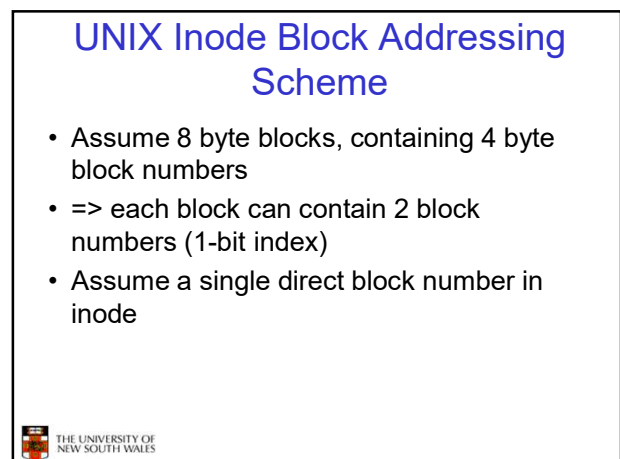 UNIX Inode Block Addressing
Scheme
• Assume 8 byte blocks, containing 4 byte
block numbers
• => each block can contain 2 block
numbers (1-bit index)
• Assume a single direct block number in
inode
THE UNIVERSITY OF
NEW SOUTH WALES